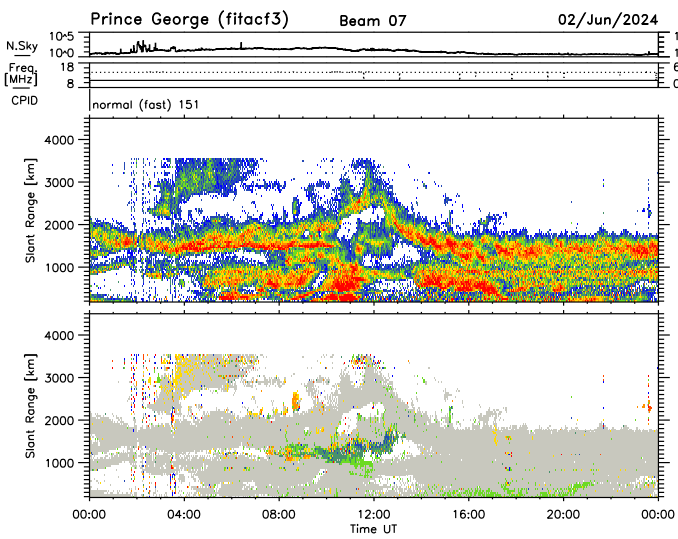 Prince George (fitacf3) Beam 07 02/Jun/2024
N.Sky 10^5 10^0
Freq. [MHz] 18 8
CPID normal (fast) 151
Slant Range [km] 4000 3000 2000 1000
Slant Range [km] 4000 3000 2000 1000
00:00 04:00 08:00 12:00 16:00 20:00 00:00
Time UT